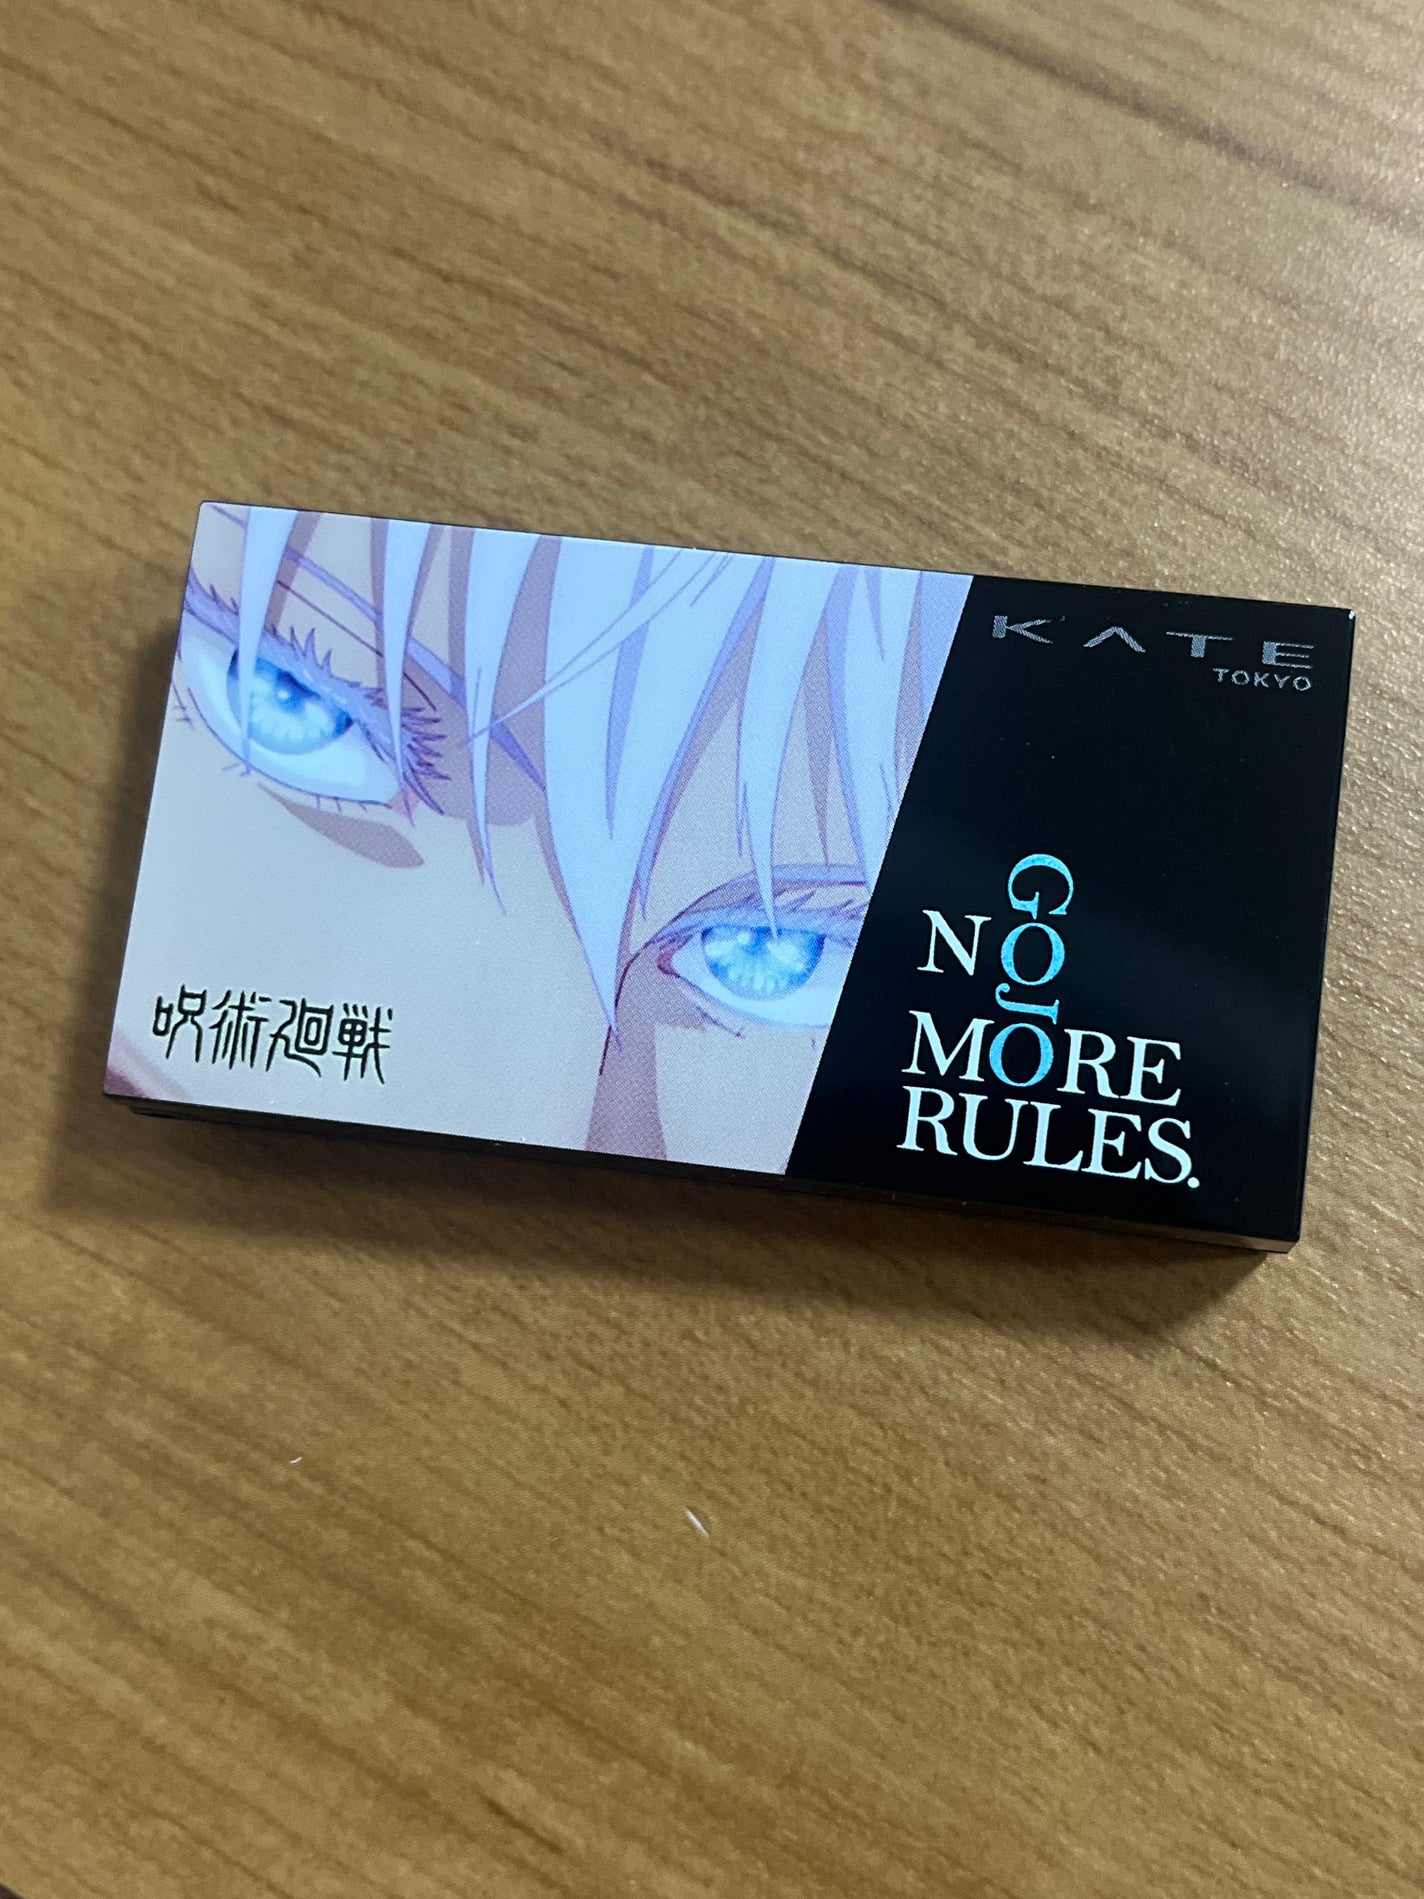 呪術廻戦
KATE
TOKYO
GOJO
NO
MORE
RULES.